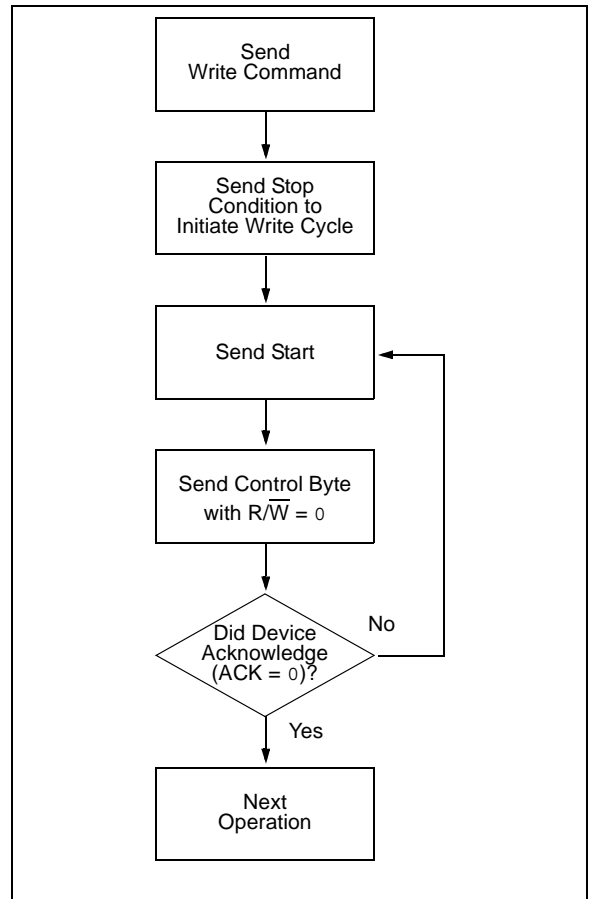 Send
Write Command
Send Stop
Condition to
Initiate Write Cycle
Send Start
Send Control Byte
with R/W̅ = 0
Did Device
Acknowledge
(ACK = 0)?
No
Yes
Next
Operation